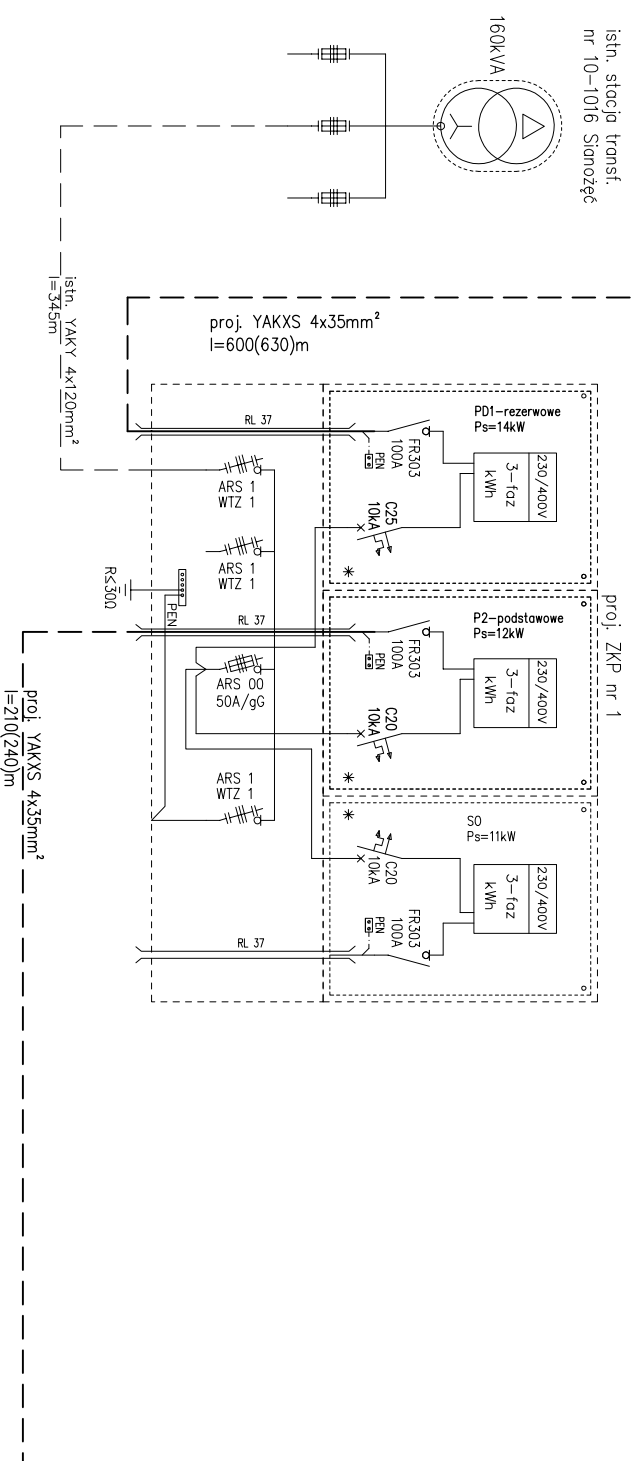 istn. stacja transf.
nr 10-1016 Sianożęć
160kVA
istn. YAKY 4x120mm²
l=345m
proj. YAKXS 4x35mm²
l=600(630)m
proj. ZKP nr 1
PD1-rezerwowe
Ps=14kW
230/400V
3-faz
kWh
FR303
100A
PEN
C25
10kA
*
RL 37
ARS 1
WTZ 1
ARS 1
WTZ 1
P2-podstawowe
Ps=12kW
230/400V
3-faz
kWh
FR303
100A
PEN
C20
10kA
*
RL 37
ARS 00
50A/gG
ARS 1
WTZ 1
PEN
R≤30Ω
SO
Ps=11kW
230/400V
3-faz
kWh
*
C20
10kA
FR303
100A
PEN
RL 37
proj. YAKXS 4x35mm²
l=210(240)m